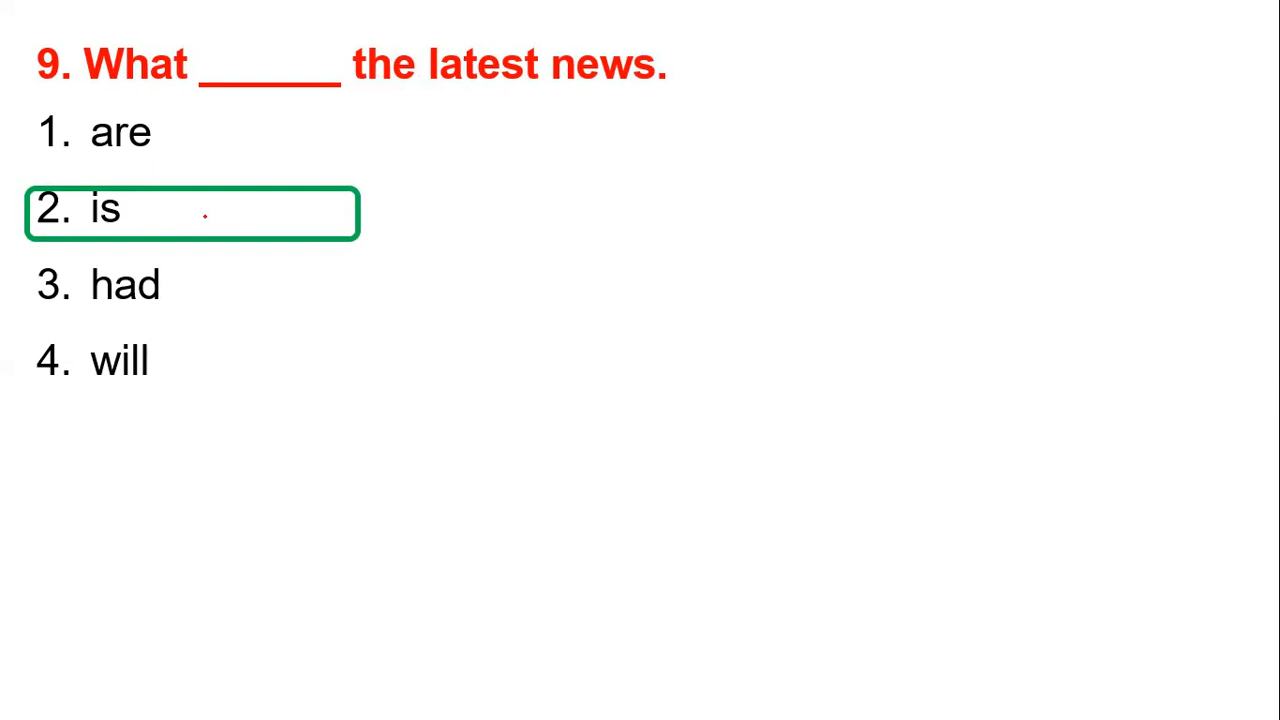 9. What ______ the latest news.
1. are
2. is
3. had
4. will